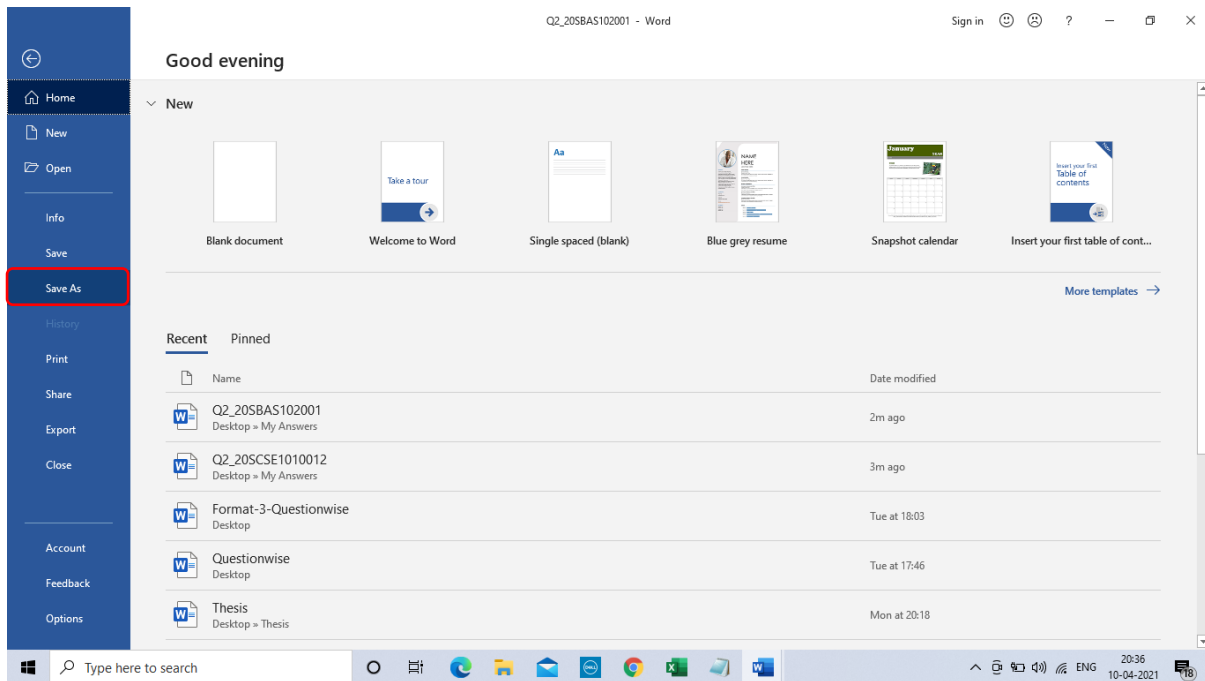 Q2_20SBAS102001 - Word
Sign in
?
Good evening
Home
New
Open
Info
Save
Save As
History
Print
Share
Export
Close
Account
Feedback
Options
New
Aa
Take a tour
NAME
HERE
January
Insert your first
Table of
contents
Blank document
Welcome to Word
Single spaced (blank)
Blue grey resume
Snapshot calendar
Insert your first table of cont...
More templates
Recent
Pinned
Name
Date modified
Q2_20SBAS102001
Desktop » My Answers
2m ago
Q2_20SCSE1010012
Desktop » My Answers
3m ago
Format-3-Questionwise
Desktop
Tue at 18:03
Questionwise
Desktop
Tue at 17:46
Thesis
Desktop » Thesis
Mon at 20:18
Type here to search
DELL
ENG
20:36
10-04-2021
18